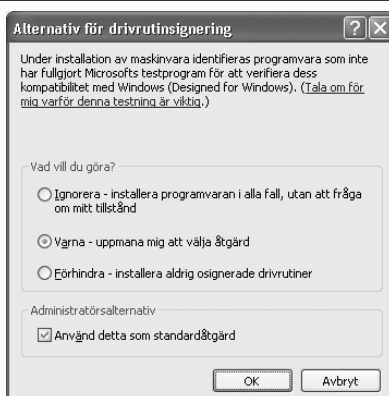 Alternativ för drivrutinsignering
Under installation av maskinvara identifieras programvara som inte
har fullgjort Microsofts testprogram för att verifiera dess
kompatibilitet med Windows (Designed for Windows). (Tala om för
mig varför denna testning är viktig.)
Vad vill du göra?
Ignorera - installera programvaran i alla fall, utan att fråga
om mitt tillstånd
Varna - uppmana mig att välja åtgärd
Förhindra - installera aldrig osignerade drivrutiner
Administratörsalternativ
Använd detta som standardåtgärd
OK
Avbryt